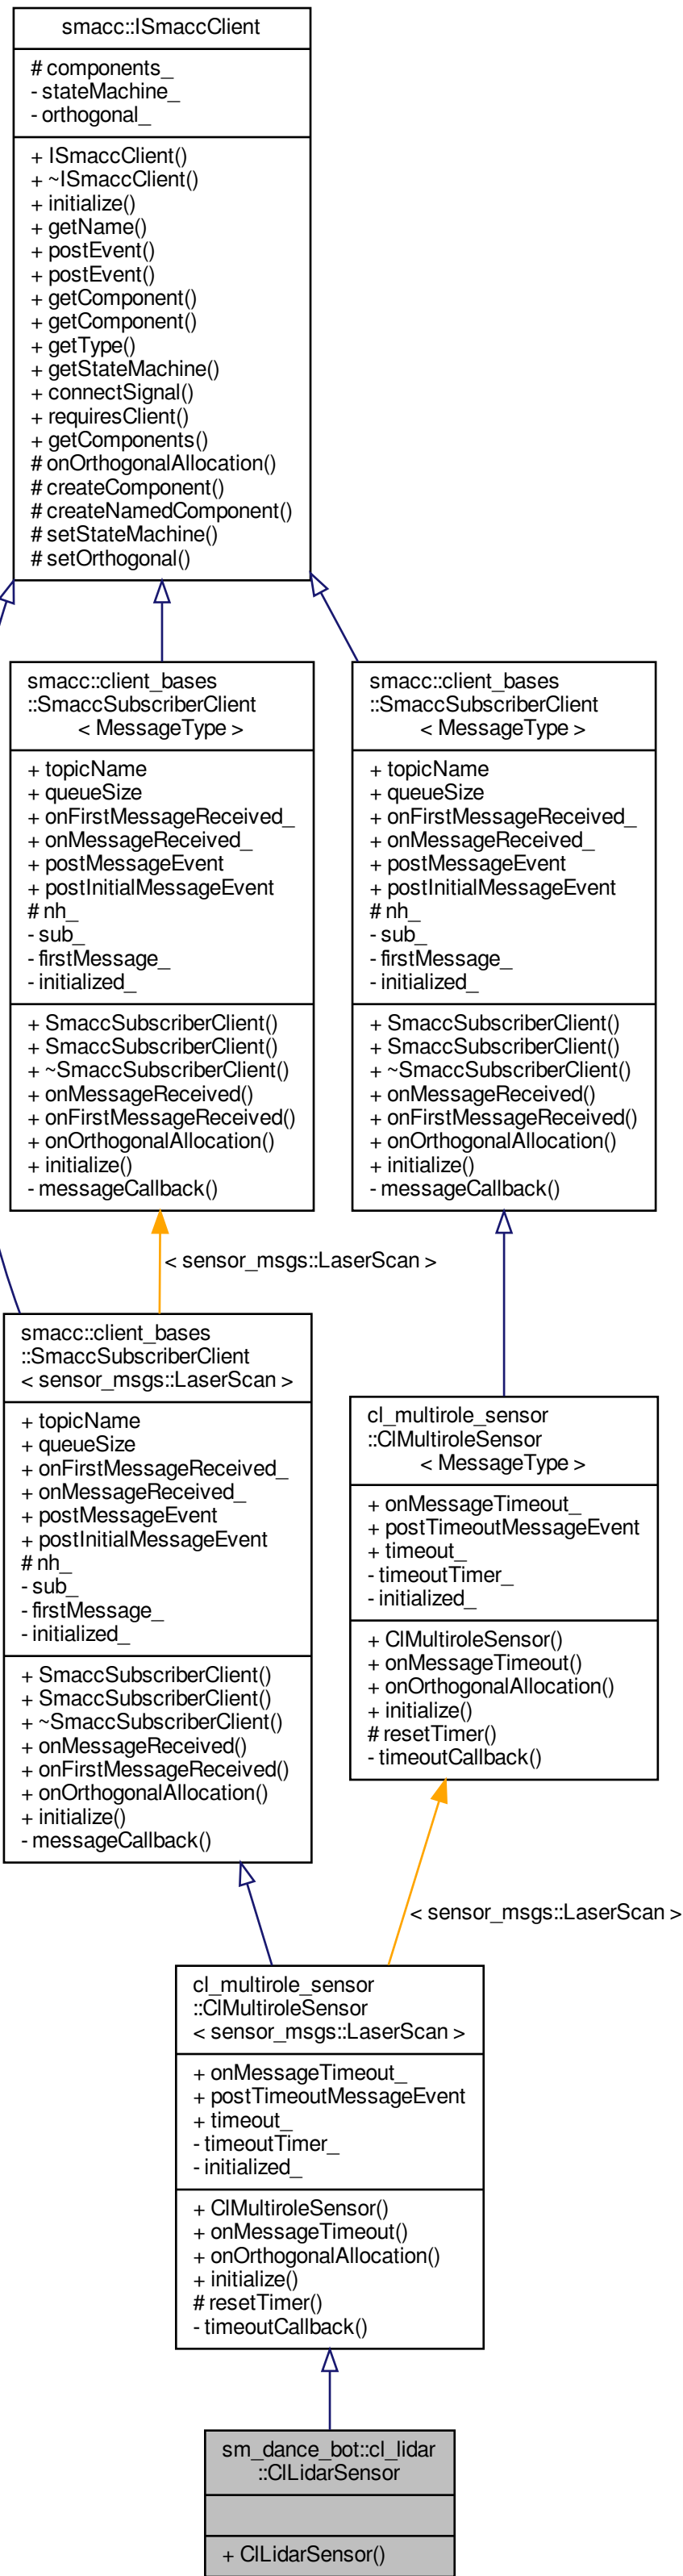 smacc::ISmaccClient
# components_
- stateMachine_
- orthogonal_
+ ISmaccClient()
+ ~ISmaccClient()
+ initialize()
+ getName()
+ postEvent()
+ postEvent()
+ getComponent()
+ getComponent()
+ getType()
+ getStateMachine()
+ connectSignal()
+ requiresClient()
+ getComponents()
# onOrthogonalAllocation()
# createComponent()
# createNamedComponent()
# setStateMachine()
# setOrthogonal()
smacc::client_bases
::SmaccSubscriberClient
< MessageType >
+ topicName
+ queueSize
+ onFirstMessageReceived_
+ onMessageReceived_
+ postMessageEvent
+ postInitialMessageEvent
# nh_
- sub_
- firstMessage_
- initialized_
+ SmaccSubscriberClient()
+ SmaccSubscriberClient()
+ ~SmaccSubscriberClient()
+ onMessageReceived()
+ onFirstMessageReceived()
+ onOrthogonalAllocation()
+ initialize()
- messageCallback()
smacc::client_bases
::SmaccSubscriberClient
< MessageType >
+ topicName
+ queueSize
+ onFirstMessageReceived_
+ onMessageReceived_
+ postMessageEvent
+ postInitialMessageEvent
# nh_
- sub_
- firstMessage_
- initialized_
+ SmaccSubscriberClient()
+ SmaccSubscriberClient()
+ ~SmaccSubscriberClient()
+ onMessageReceived()
+ onFirstMessageReceived()
+ onOrthogonalAllocation()
+ initialize()
- messageCallback()
< sensor_msgs::LaserScan >
smacc::client_bases
::SmaccSubscriberClient
< sensor_msgs::LaserScan >
+ topicName
+ queueSize
+ onFirstMessageReceived_
+ onMessageReceived_
+ postMessageEvent
+ postInitialMessageEvent
# nh_
- sub_
- firstMessage_
- initialized_
+ SmaccSubscriberClient()
+ SmaccSubscriberClient()
+ ~SmaccSubscriberClient()
+ onMessageReceived()
+ onFirstMessageReceived()
+ onOrthogonalAllocation()
+ initialize()
- messageCallback()
cl_multirole_sensor
::ClMultiroleSensor
< MessageType >
+ onMessageTimeout_
+ postTimeoutMessageEvent
+ timeout_
- timeoutTimer_
- initialized_
+ ClMultiroleSensor()
+ onMessageTimeout()
+ onOrthogonalAllocation()
+ initialize()
# resetTimer()
- timeoutCallback()
< sensor_msgs::LaserScan >
cl_multirole_sensor
::ClMultiroleSensor
< sensor_msgs::LaserScan >
+ onMessageTimeout_
+ postTimeoutMessageEvent
+ timeout_
- timeoutTimer_
- initialized_
+ ClMultiroleSensor()
+ onMessageTimeout()
+ onOrthogonalAllocation()
+ initialize()
# resetTimer()
- timeoutCallback()
sm_dance_bot::cl_lidar
::ClLidarSensor
+ ClLidarSensor()